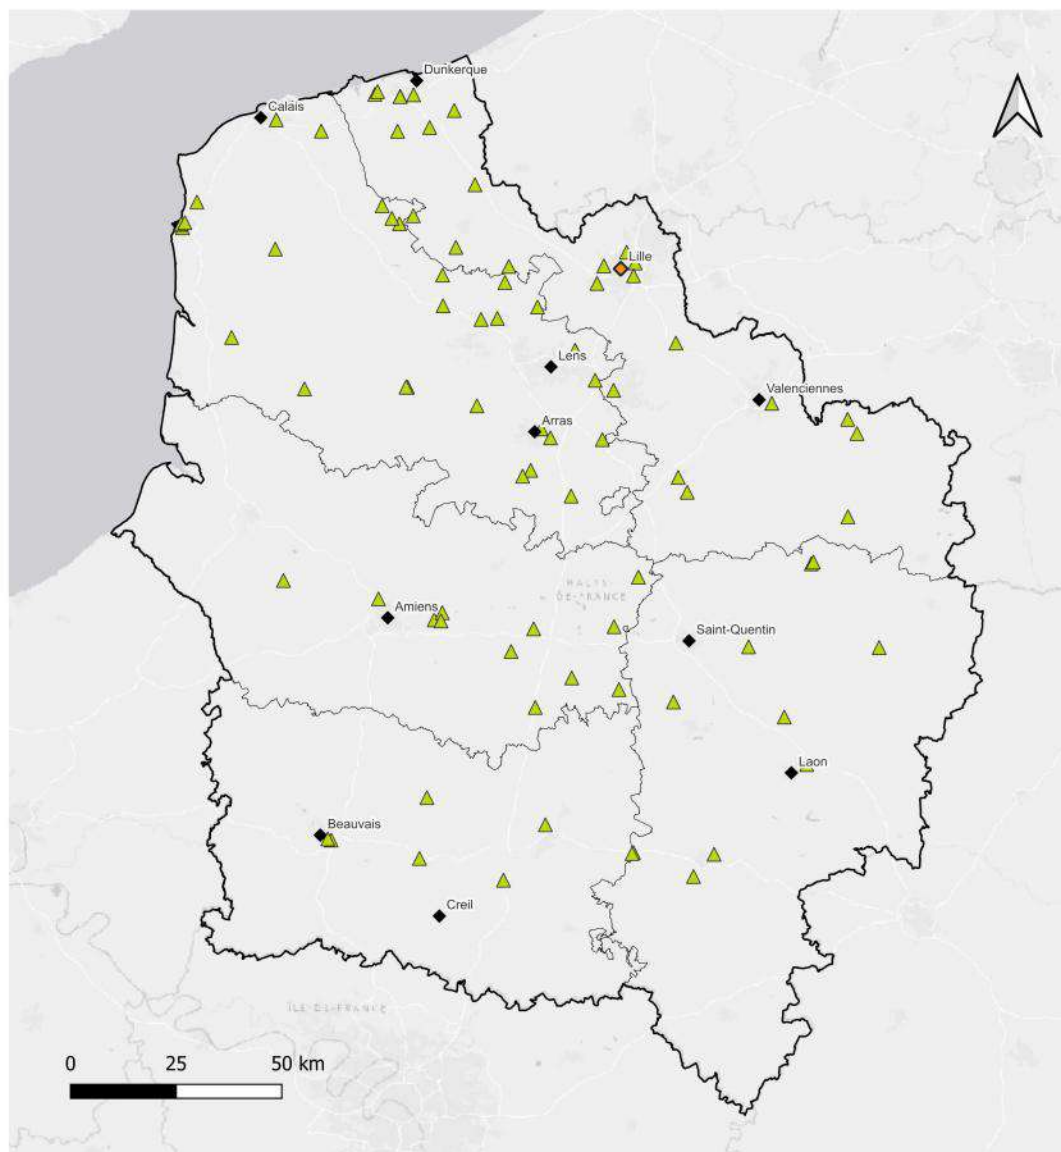 Dunkerque
Calais
Lille
Lens
Valenciennes
Arras
HAUTS-
DE-FRANCE
Amiens
Saint-Quentin
Laon
Beauvais
Creil
ÎLE-DE-FRANCE
0 25 50 km